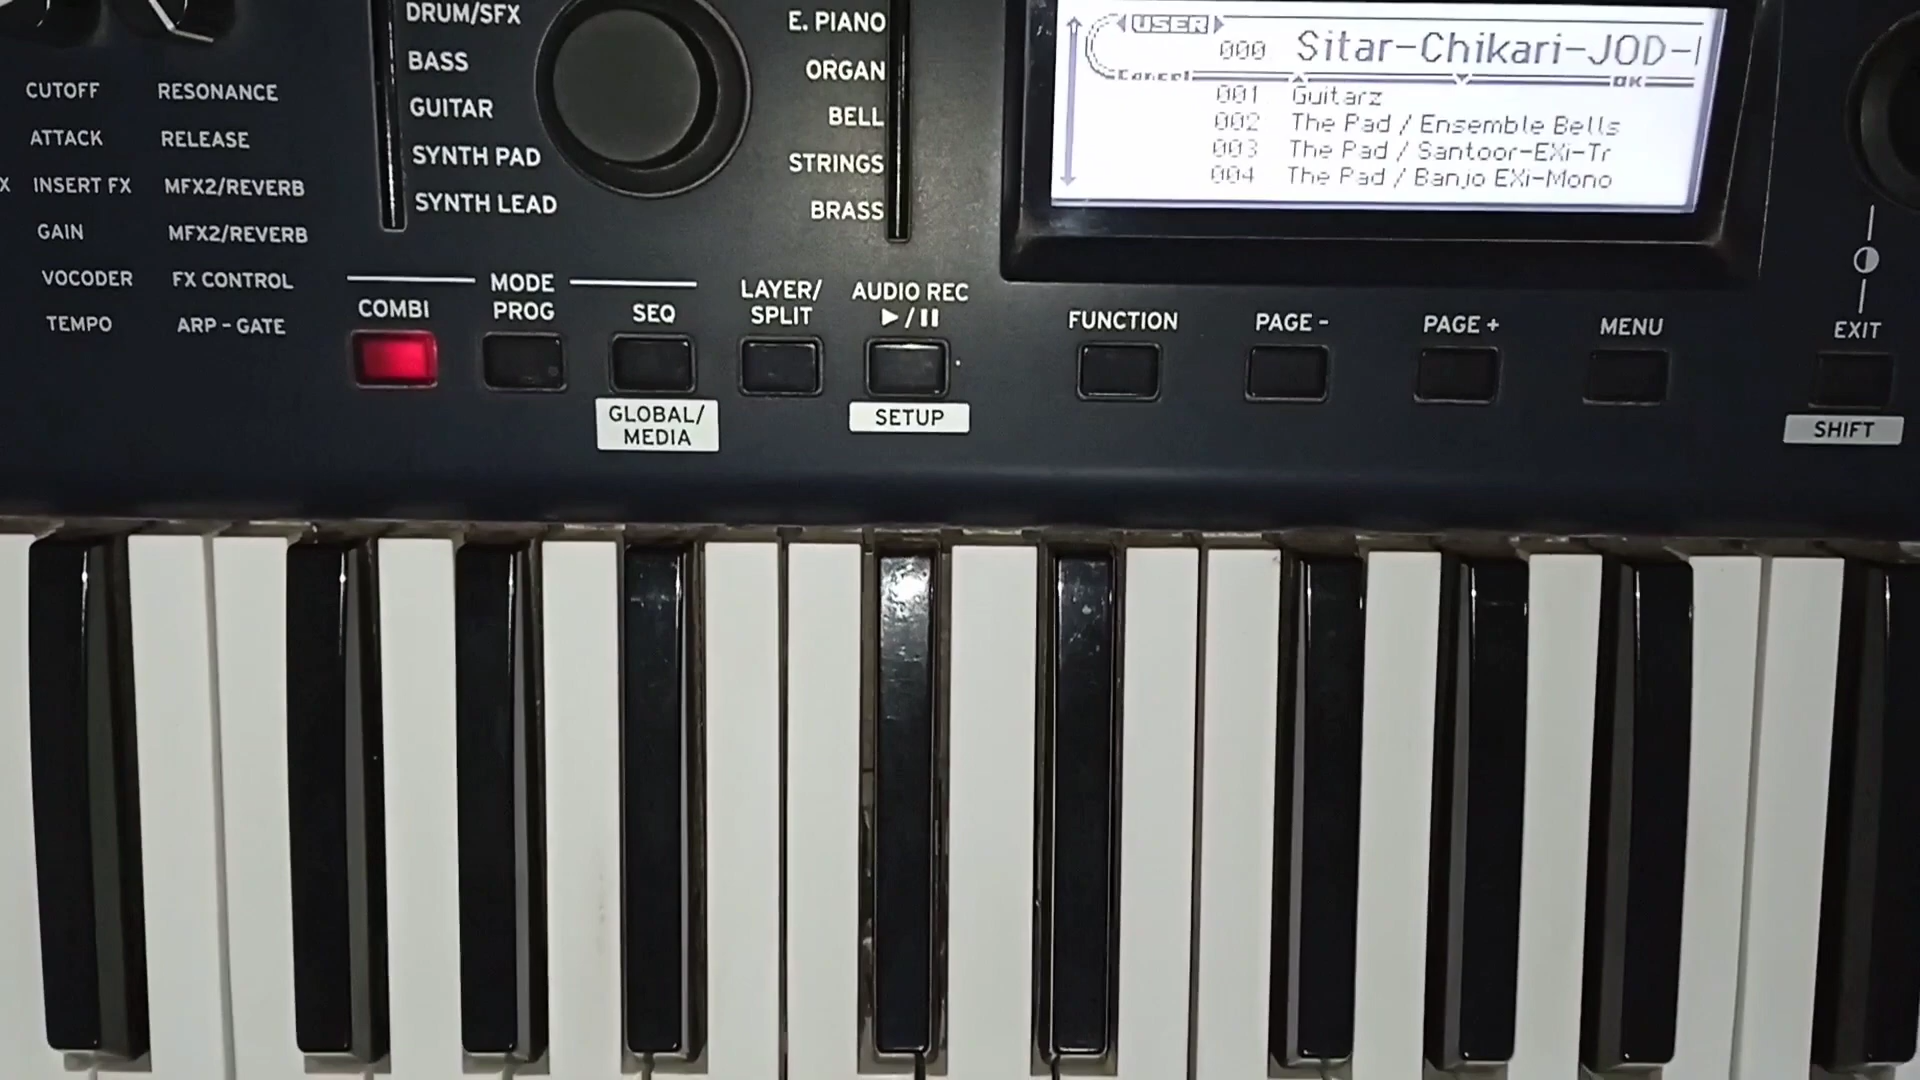 DRUM/SFX
BASS
GUITAR
SYNTH PAD
SYNTH LEAD
E. PIANO
ORGAN
BELL
STRINGS
BRASS
USER
000 Sitar-Chikari-JOD-
Cancel OK
001 Guitarz
002 The Pad / Ensemble Bells
003 The Pad / Santoor-EXi-Tr
004 The Pad / Banjo EXi-Mono
CUTOFF RESONANCE
ATTACK RELEASE
X INSERT FX MFX2/REVERB
GAIN MFX2/REVERB
VOCODER FX CONTROL
TEMPO ARP - GATE
MODE
COMBI PROG SEQ
LAYER/
SPLIT
AUDIO REC
▶/❚❚
FUNCTION PAGE - PAGE + MENU EXIT
GLOBAL/
MEDIA
SETUP
SHIFT